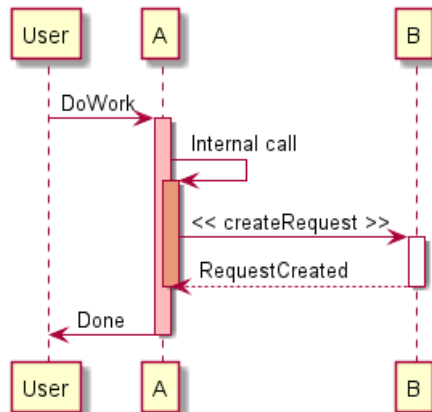 User A B
DoWork
Internal call
<< createRequest >>
RequestCreated
Done
User A B